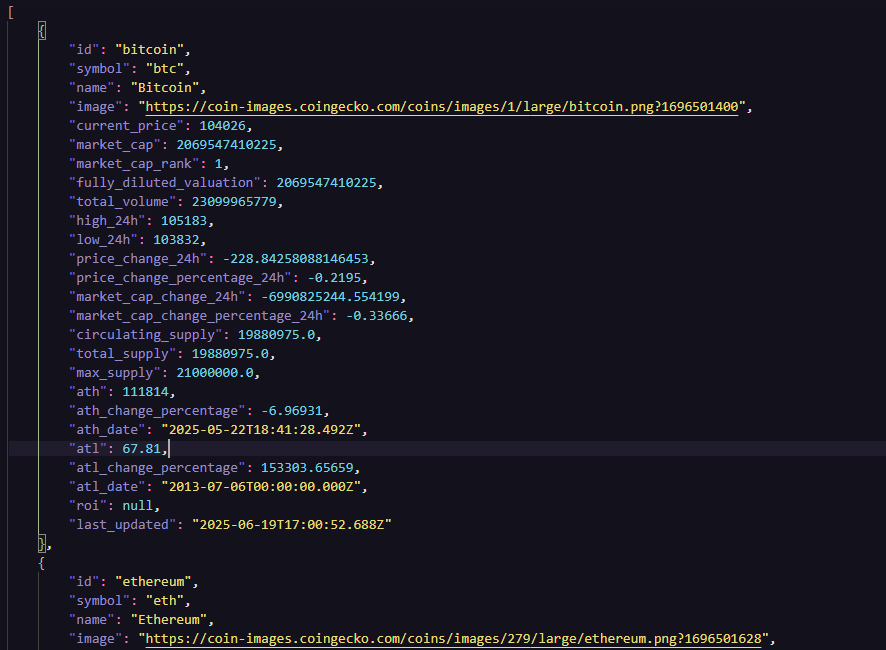 [
{
"id": "bitcoin",
"symbol": "btc",
"name": "Bitcoin",
"image": "https://coin-images.coingecko.com/coins/images/1/large/bitcoin.png?1696501400",
"current_price": 104026,
"market_cap": 2069547410225,
"market_cap_rank": 1,
"fully_diluted_valuation": 2069547410225,
"total_volume": 23099965779,
"high_24h": 105183,
"low_24h": 103832,
"price_change_24h": -228.84258088146453,
"price_change_percentage_24h": -0.2195,
"market_cap_change_24h": -6990825244.554199,
"market_cap_change_percentage_24h": -0.33666,
"circulating_supply": 19880975.0,
"total_supply": 19880975.0,
"max_supply": 21000000.0,
"ath": 111814,
"ath_change_percentage": -6.96931,
"ath_date": "2025-05-22T18:41:28.492Z",
"atl": 67.81,
"atl_change_percentage": 153303.65659,
"atl_date": "2013-07-06T00:00:00.000Z",
"roi": null,
"last_updated": "2025-06-19T17:00:52.688Z"
},
{
"id": "ethereum",
"symbol": "eth",
"name": "Ethereum",
"image": "https://coin-images.coingecko.com/coins/images/279/large/ethereum.png?1696501628",